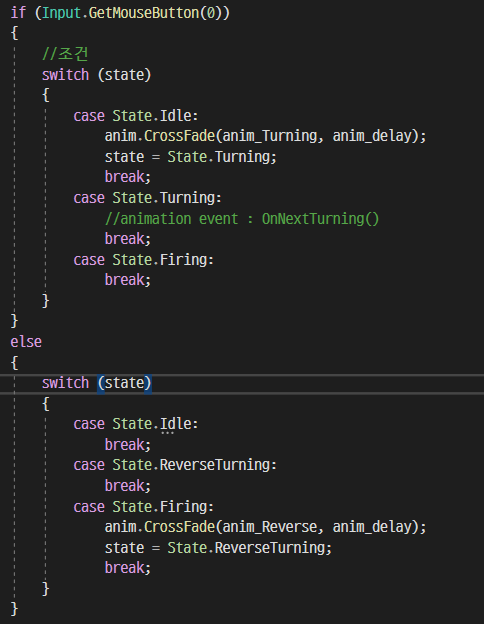 if (Input.GetMouseButton(0))
{
    //조건
    switch (state)
    {
        case State.Idle:
            anim.CrossFade(anim_Turning, anim_delay);
            state = State.Turning;
            break;
        case State.Turning:
            //animation event : OnNextTurning()
            break;
        case State.Firing:
            break;
    }
}
else
{
    switch (state)
    {
        case State.Idle:
            break;
        case State.ReverseTurning:
            break;
        case State.Firing:
            anim.CrossFade(anim_Reverse, anim_delay);
            state = State.ReverseTurning;
            break;
    }
}